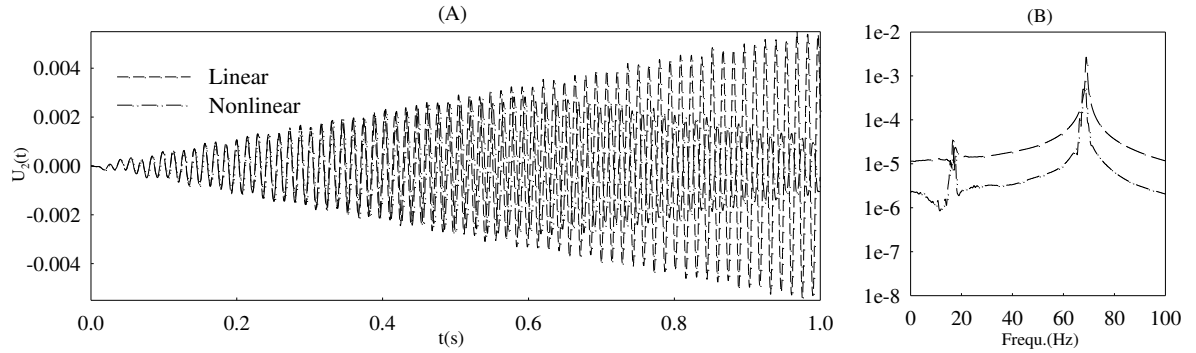 (A)
(B)
0.004
0.002
0.000
-0.002
-0.004
U₂(t)
Linear
Nonlinear
0.0
0.2
0.4
0.6
0.8
1.0
t(s)
1e-2
1e-3
1e-4
1e-5
1e-6
1e-7
1e-8
0
20
40
60
80
100
Frequ.(Hz)